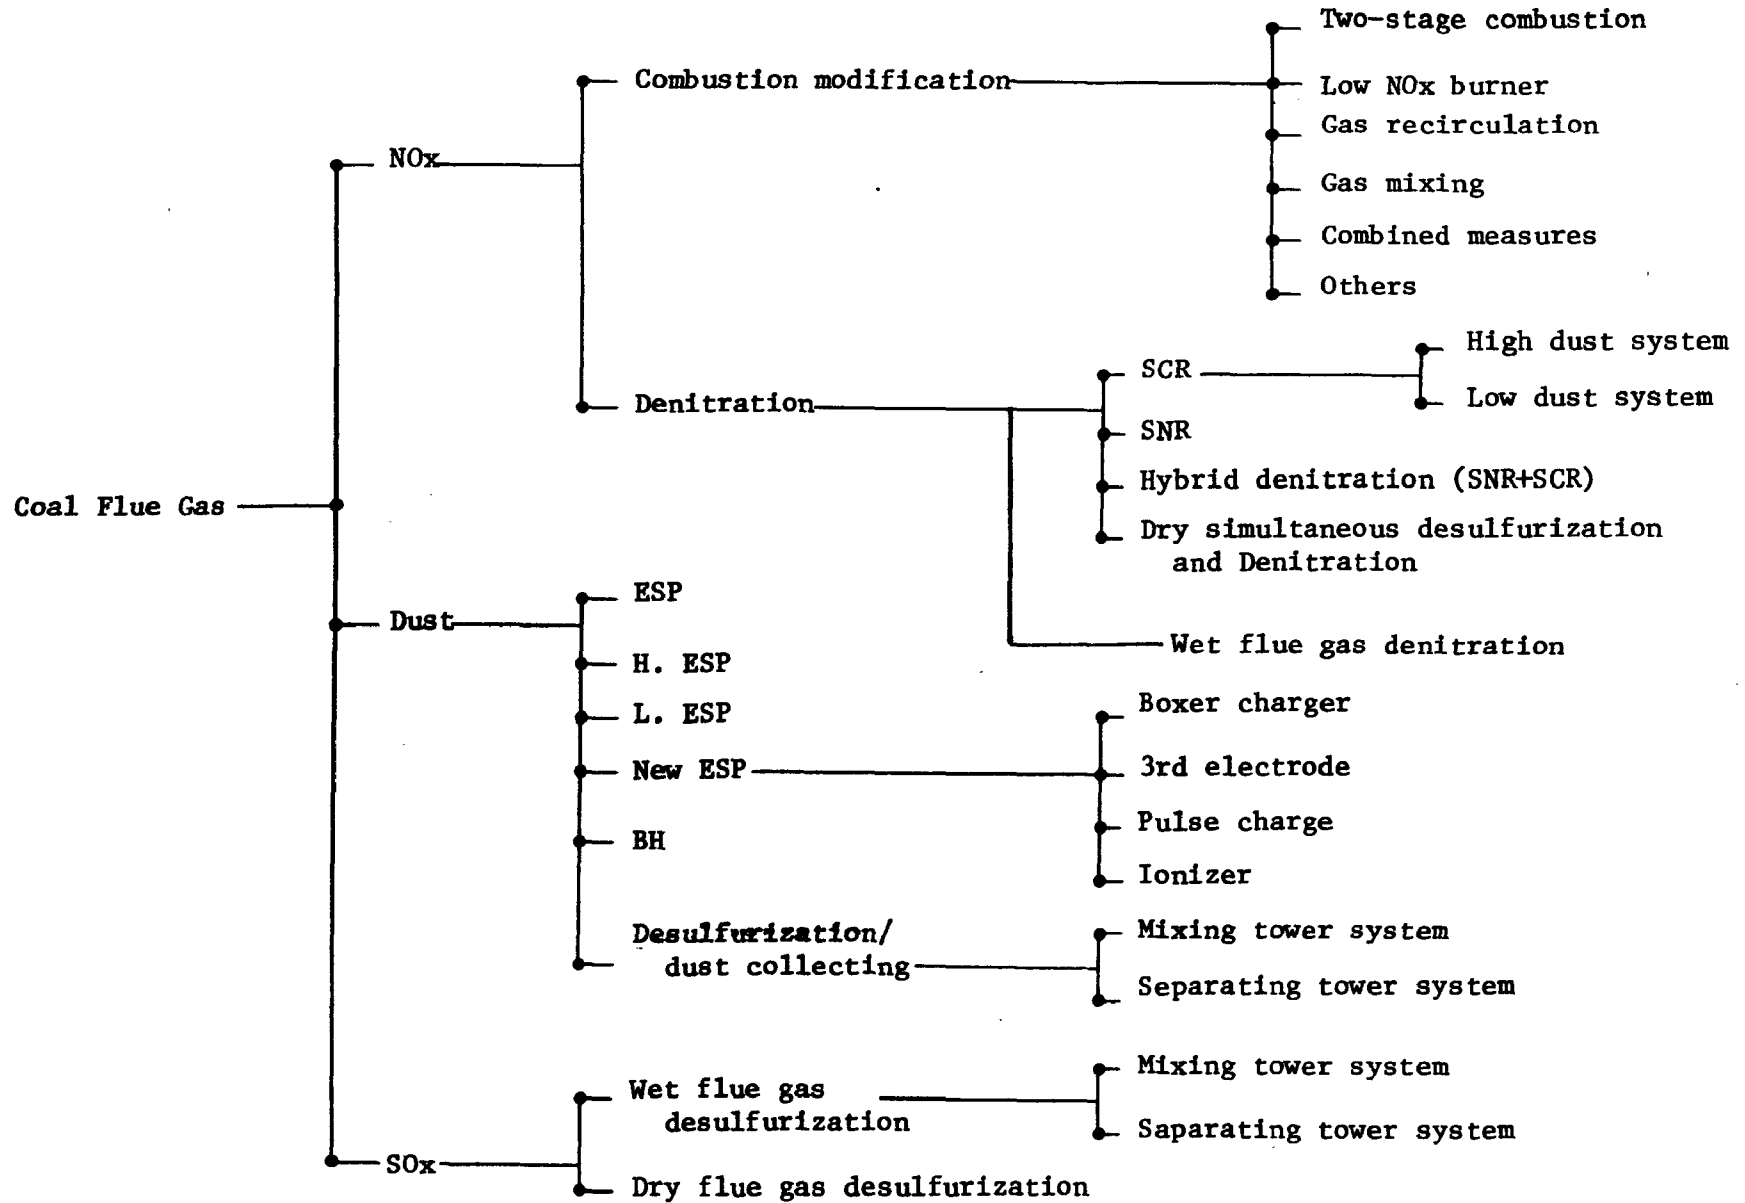 Two-stage combustion
Combustion modification
Low NOx burner
Gas recirculation
NOx
Gas mixing
Combined measures
Others
High dust system
SCR
Low dust system
Denitration
SNR
Hybrid denitration (SNR+SCR)
Coal Flue Gas
Dry simultaneous desulfurization
and Denitration
ESP
Dust
Wet flue gas denitration
H. ESP
L. ESP
Boxer charger
New ESP
3rd electrode
Pulse charge
BH
Ionizer
Desulfurization/
dust collecting
Mixing tower system
Separating tower system
Mixing tower system
Wet flue gas
desulfurization
Saparating tower system
SOx
Dry flue gas desulfurization